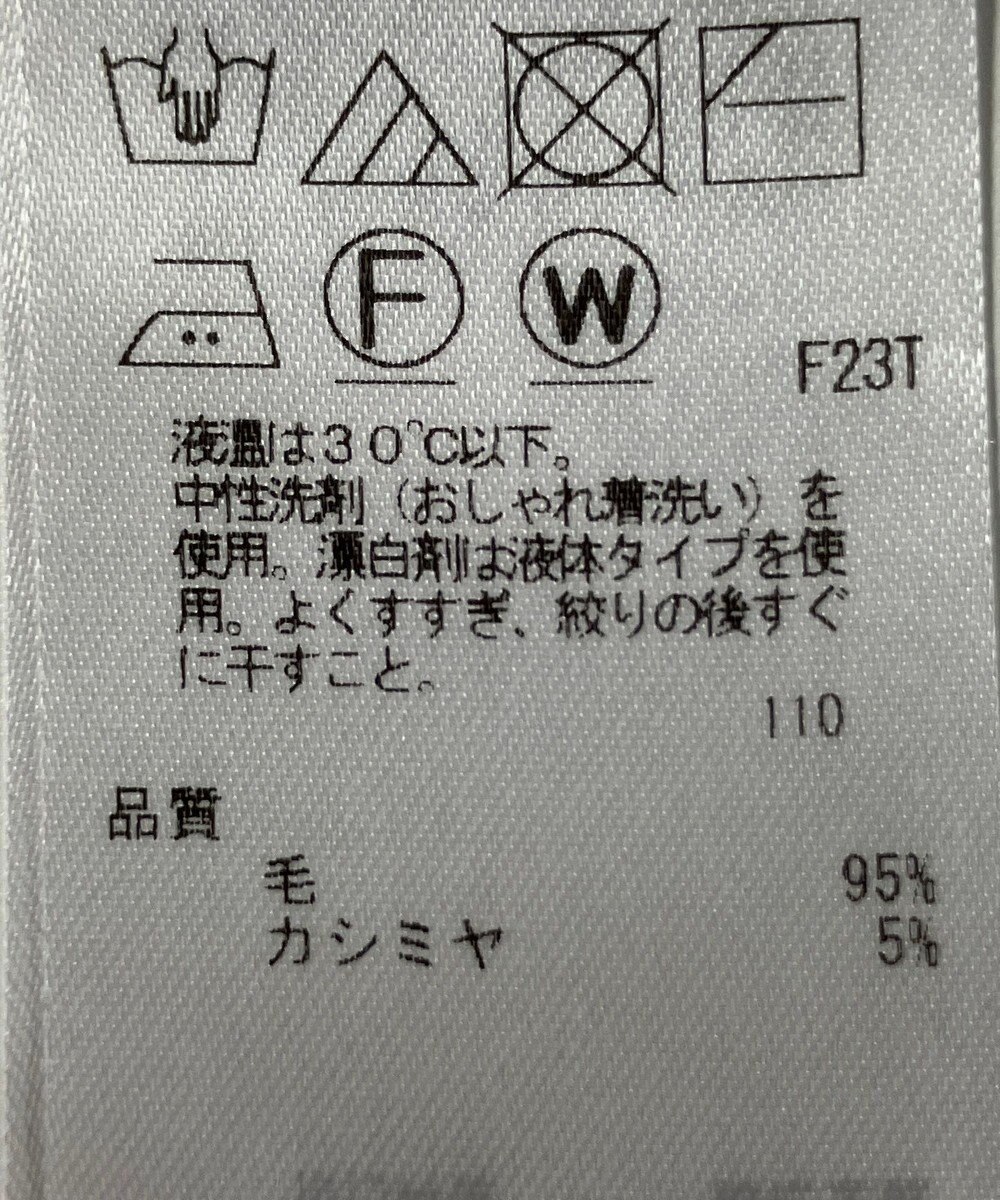 F
W
F23T
液温は30℃以下。
中性洗剤（おしゃれ着洗い）を
使用。漂白剤は液体タイプを使
用。よくすすぎ、絞りの後すぐ
に干すこと。
110
品質
毛 95%
カシミヤ 5%